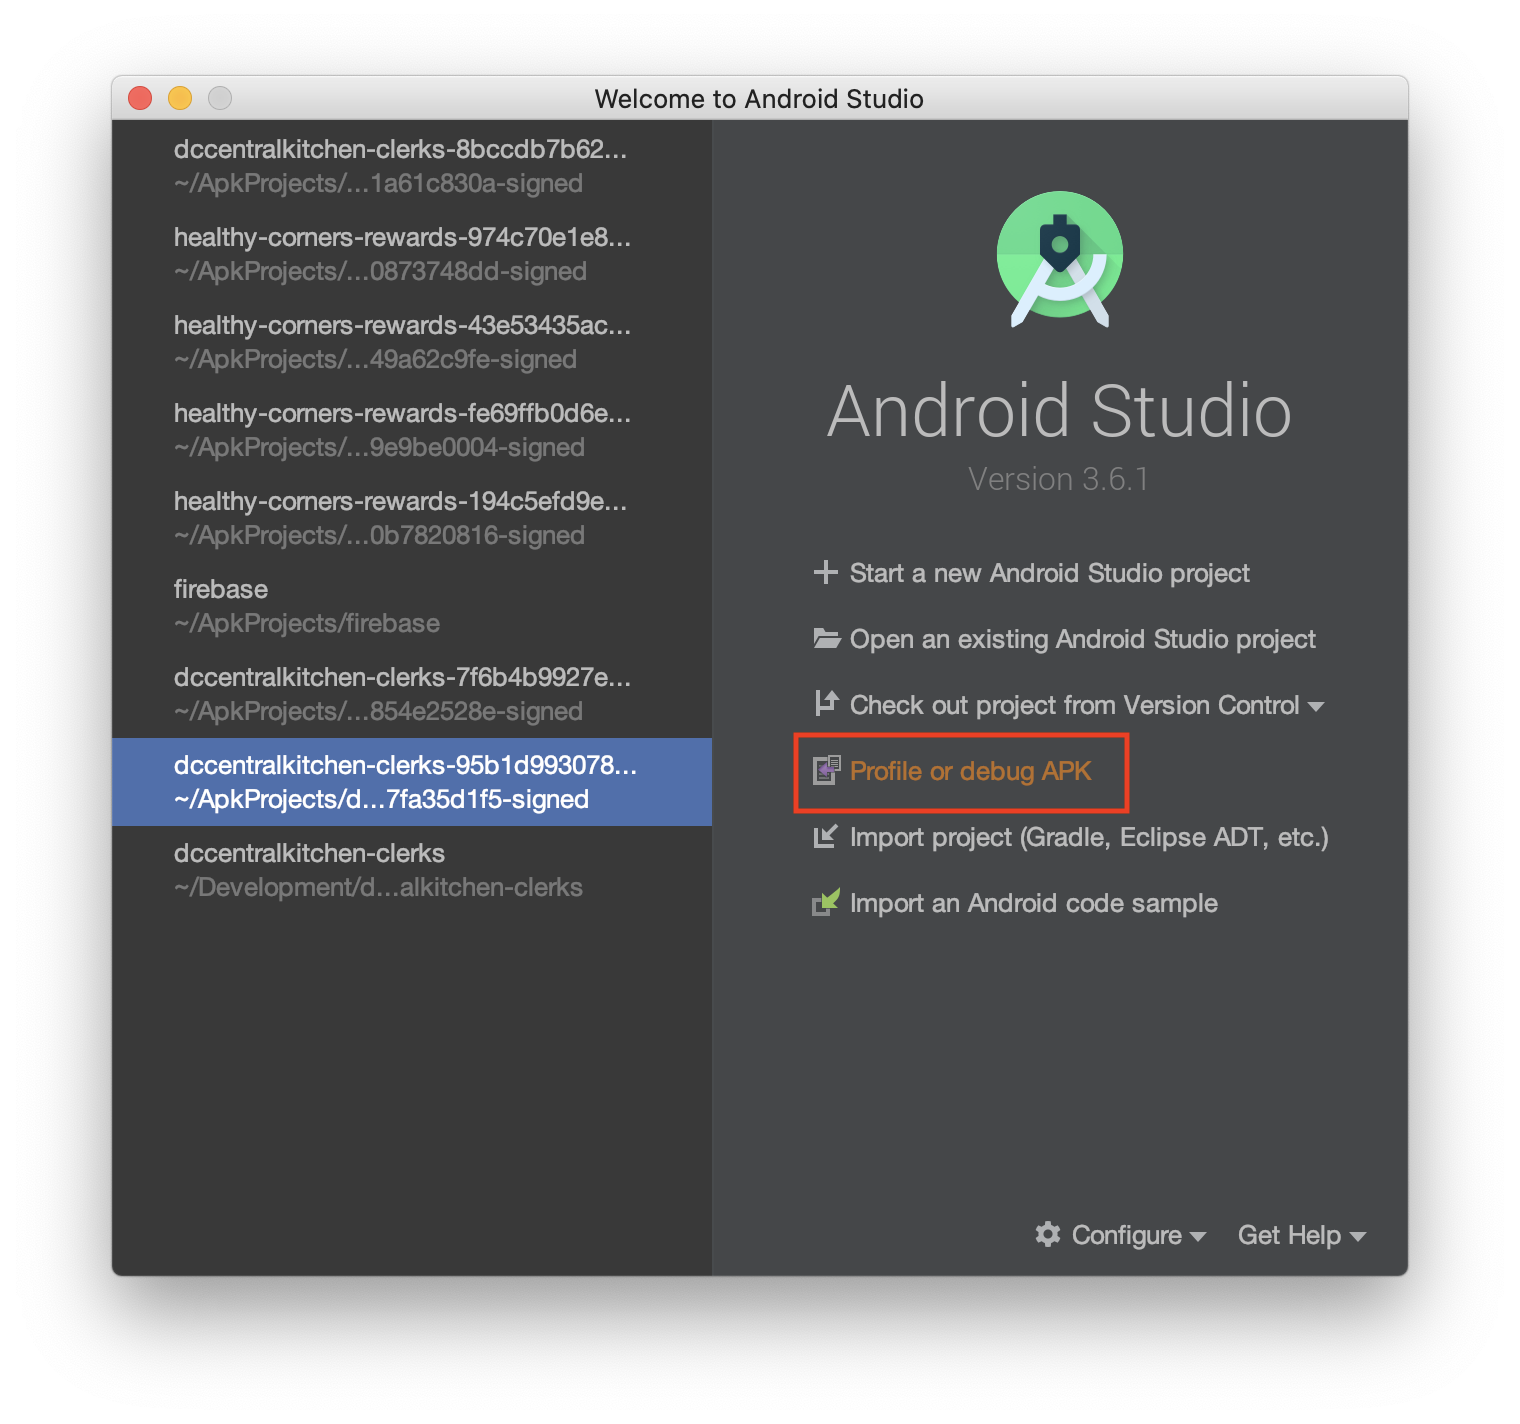 Welcome to Android Studio
dccentralkitchen-clerks-8bccdb7b62...
~/ApkProjects/...1a61c830a-signed
healthy-corners-rewards-974c70e1e8...
~/ApkProjects/...0873748dd-signed
healthy-corners-rewards-43e53435ac...
~/ApkProjects/...49a62c9fe-signed
healthy-corners-rewards-fe69ffb0d6e...
~/ApkProjects/...9e9be0004-signed
healthy-corners-rewards-194c5efd9e...
~/ApkProjects/...0b7820816-signed
firebase
~/ApkProjects/firebase
dccentralkitchen-clerks-7f6b4b9927e...
~/ApkProjects/...854e2528e-signed
dccentralkitchen-clerks-95b1d993078...
~/ApkProjects/d...7fa35d1f5-signed
dccentralkitchen-clerks
~/Development/d...alkitchen-clerks
Android Studio
Version 3.6.1
Start a new Android Studio project
Open an existing Android Studio project
Check out project from Version Control
Profile or debug APK
Import project (Gradle, Eclipse ADT, etc.)
Import an Android code sample
Configure
Get Help